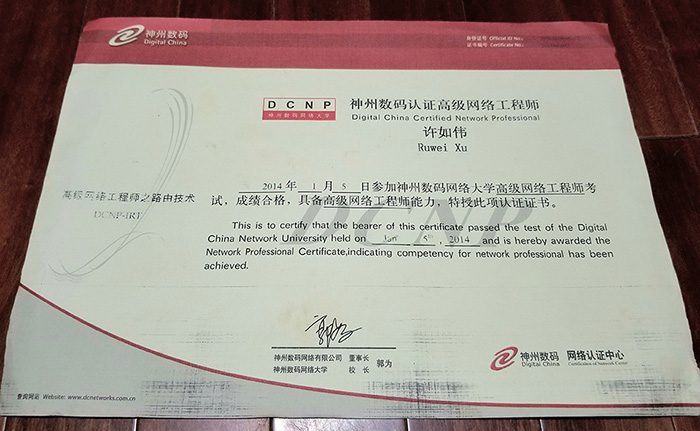 神州数码
Digital China
身份证号 Official ID No.:
证书编号 Certificate No.:
DCNP
神州数码网络大学
神州数码认证高级网络工程师
Digital China Certified Network Professional
许如伟
Ruwei Xu
高级网络工程师之路由技术
DCNP-IRT
2014 年 1 月 5 日参加神州数码网络大学高级网络工程师考
试，成绩合格，具备高级网络工程师能力，特授此项认证证书。
DCNP
This is to certify that the bearer of this certificate passed the test of the Digital
China Network University held on Jan 5th , 2014 and is hereby awarded the
Network Professional Certificate,indicating competency for network professional has been
achieved.
神州数码网络有限公司 董事长
神州数码网络大学 校 长
郭为
神州数码
Digital China
网络认证中心
Certification of Network Center
查询网站 Website: www.dcnetworks.com.cn